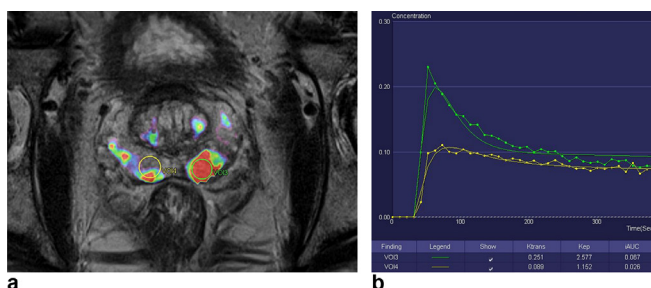 Concentration
0.30
0.20
0.10
0.00
0
100
200
300
Time(Sec
Finding Legend Show Ktrans Kep iAUC
VOI3 0.251 2.577 0.067
VOI4 0.089 1.152 0.026
a
b